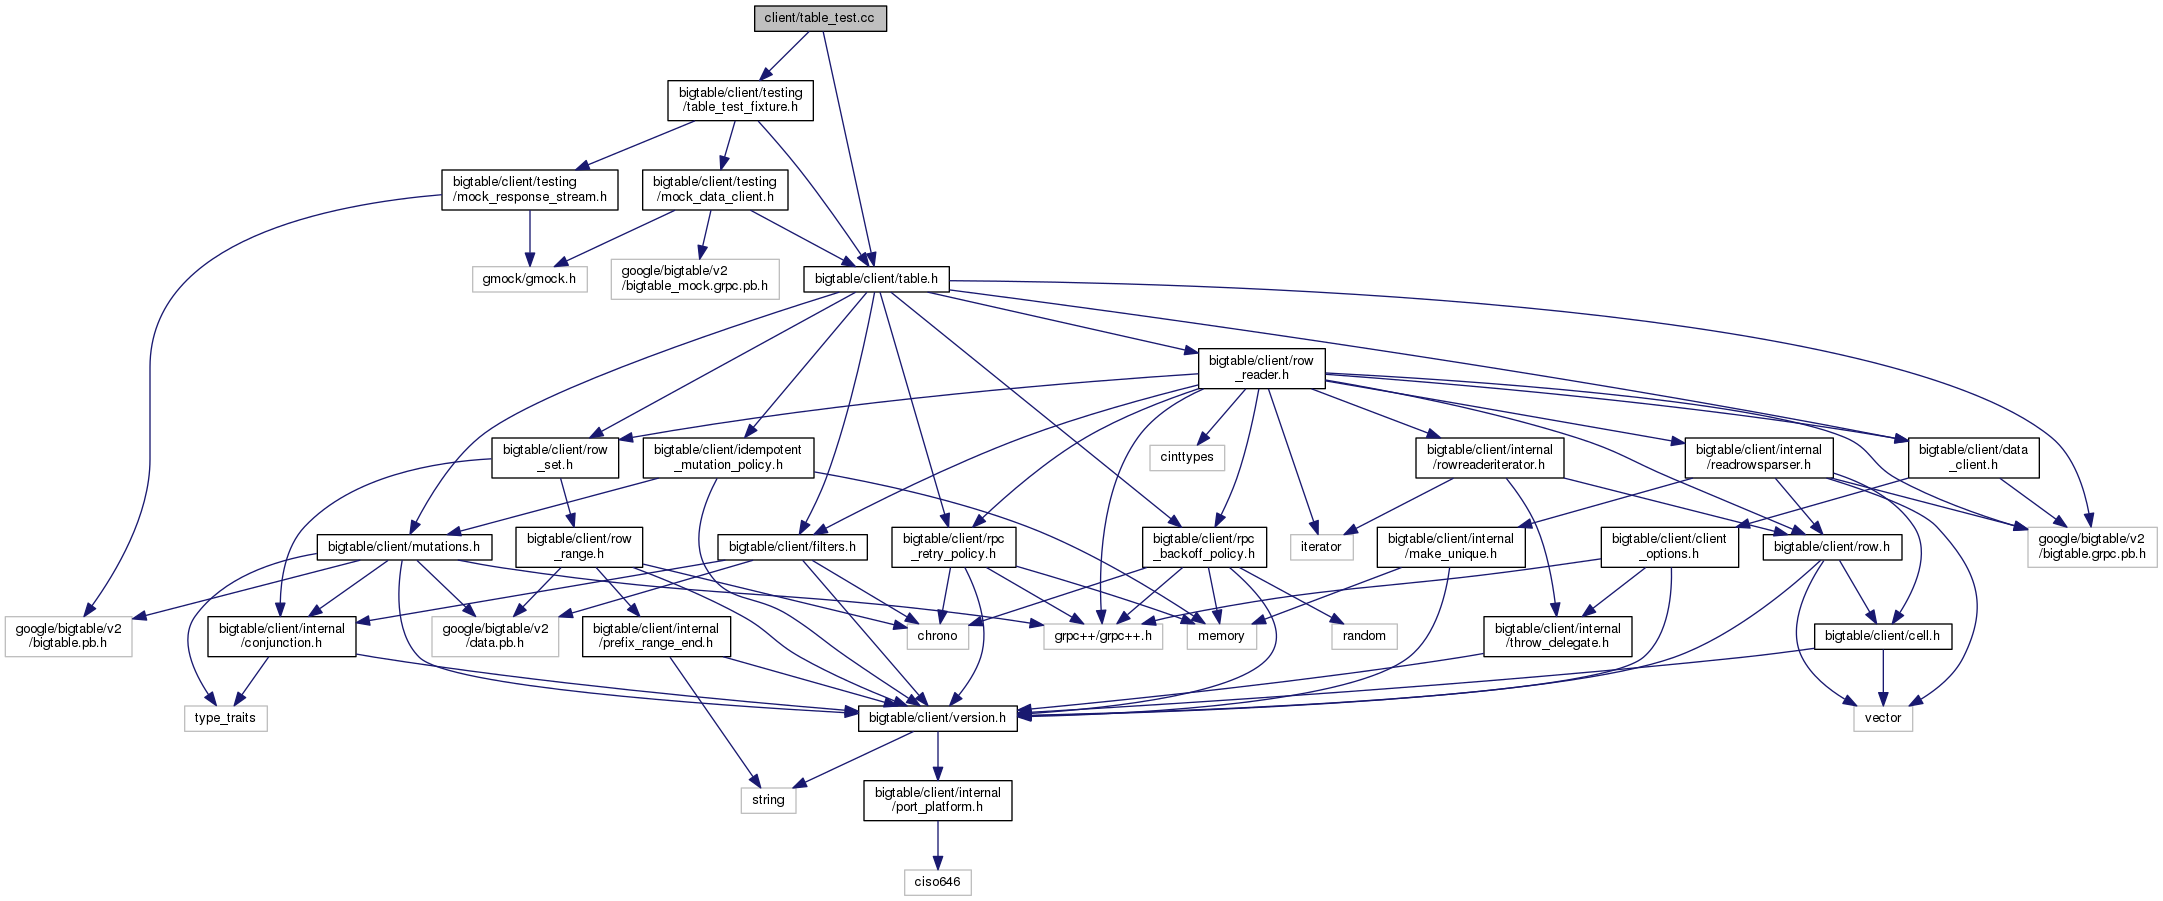 client/table_test.cc
bigtable/client/testing
/table_test_fixture.h
bigtable/client/testing
/mock_response_stream.h
bigtable/client/testing
/mock_data_client.h
gmock/gmock.h
google/bigtable/v2
/bigtable_mock.grpc.pb.h
bigtable/client/table.h
bigtable/client/row
_reader.h
bigtable/client/row
_set.h
bigtable/client/idempotent
_mutation_policy.h
cinttypes
bigtable/client/internal
/rowreaderiterator.h
bigtable/client/internal
/readrowsparser.h
bigtable/client/data
_client.h
bigtable/client/mutations.h
bigtable/client/row
_range.h
bigtable/client/filters.h
bigtable/client/rpc
_retry_policy.h
bigtable/client/rpc
_backoff_policy.h
iterator
bigtable/client/internal
/make_unique.h
bigtable/client/client
_options.h
bigtable/client/row.h
google/bigtable/v2
/bigtable.grpc.pb.h
google/bigtable/v2
/bigtable.pb.h
bigtable/client/internal
/conjunction.h
google/bigtable/v2
/data.pb.h
bigtable/client/internal
/prefix_range_end.h
chrono
grpc++/grpc++.h
memory
random
bigtable/client/internal
/throw_delegate.h
bigtable/client/cell.h
type_traits
bigtable/client/version.h
vector
string
bigtable/client/internal
/port_platform.h
ciso646